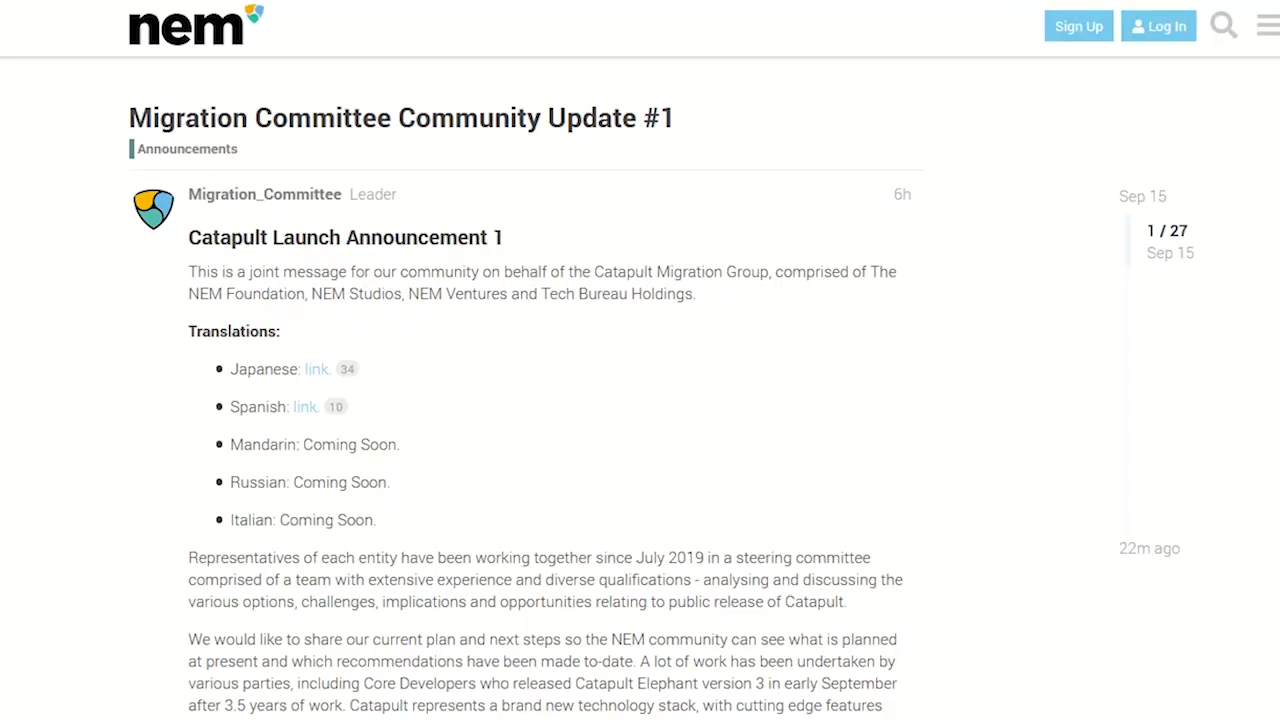 nem
Sign Up
Log In
Migration Committee Community Update #1
Announcements
Migration_Committee Leader
6h
Sep 15
Catapult Launch Announcement 1
1 / 27
Sep 15
This is a joint message for our community on behalf of the Catapult Migration Group, comprised of The
NEM Foundation, NEM Studios, NEM Ventures and Tech Bureau Holdings.
Translations:
Japanese: link. 34
Spanish: link. 10
Mandarin: Coming Soon.
Russian: Coming Soon.
Italian: Coming Soon.
22m ago
Representatives of each entity have been working together since July 2019 in a steering committee
comprised of a team with extensive experience and diverse qualifications - analysing and discussing the
various options, challenges, implications and opportunities relating to public release of Catapult.
We would like to share our current plan and next steps so the NEM community can see what is planned
at present and which recommendations have been made to-date. A lot of work has been undertaken by
various parties, including Core Developers who released Catapult Elephant version 3 in early September
after 3.5 years of work. Catapult represents a brand new technology stack, with cutting edge features